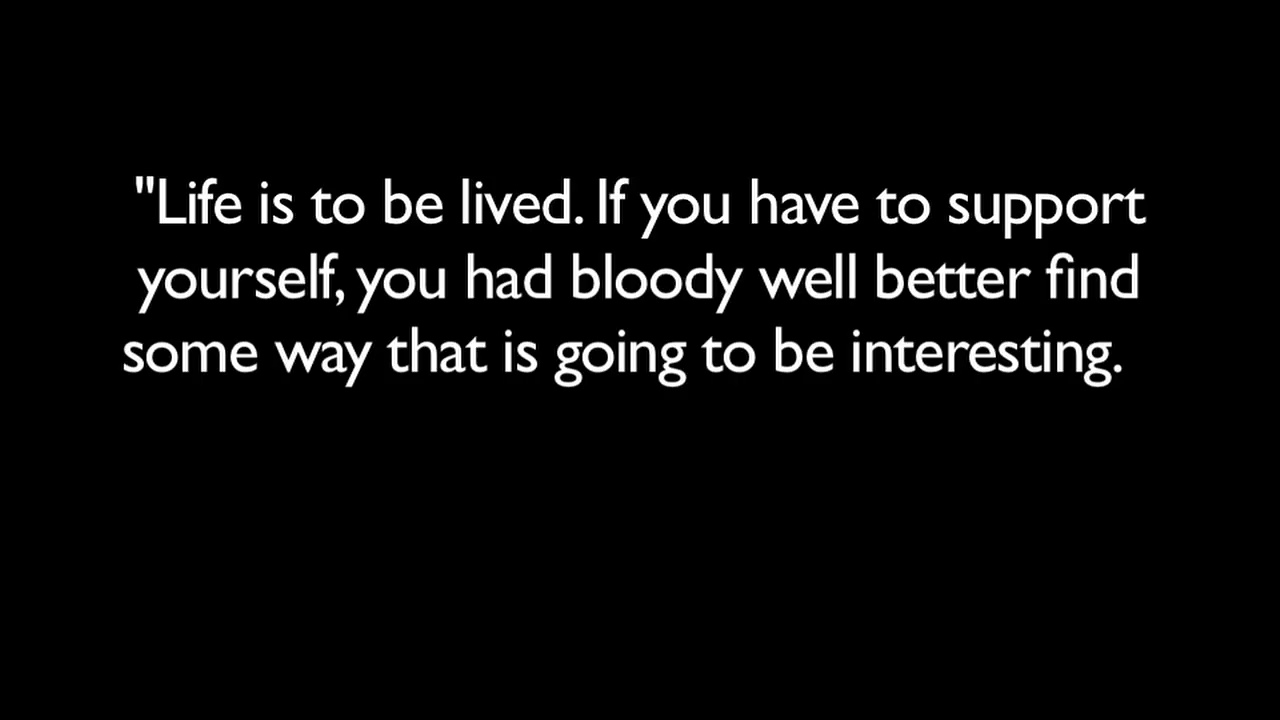 "Life is to be lived. If you have to support
yourself, you had bloody well better find
some way that is going to be interesting.